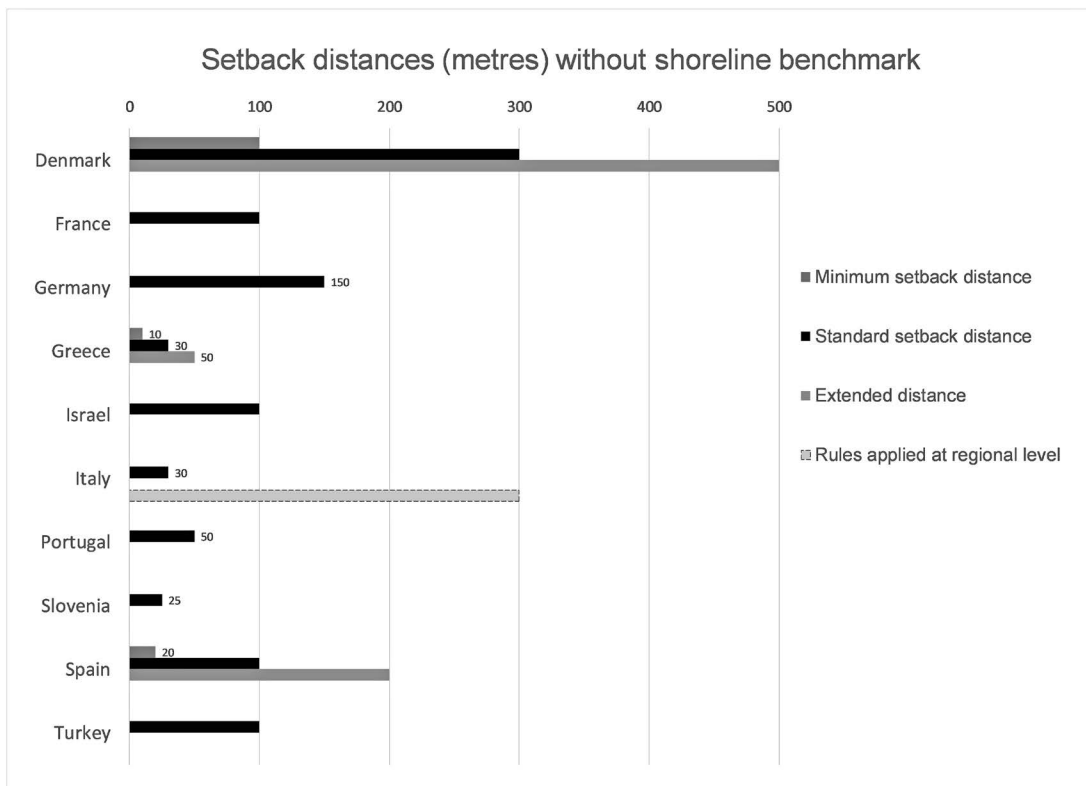 Setback distances (metres) without shoreline benchmark
0 100 200 300 400 500
Denmark
France
Germany 150
Greece 10 30 50
Israel
Italy 30
Portugal 50
Slovenia 25
Spain 20
Turkey
Minimum setback distance
Standard setback distance
Extended distance
Rules applied at regional level